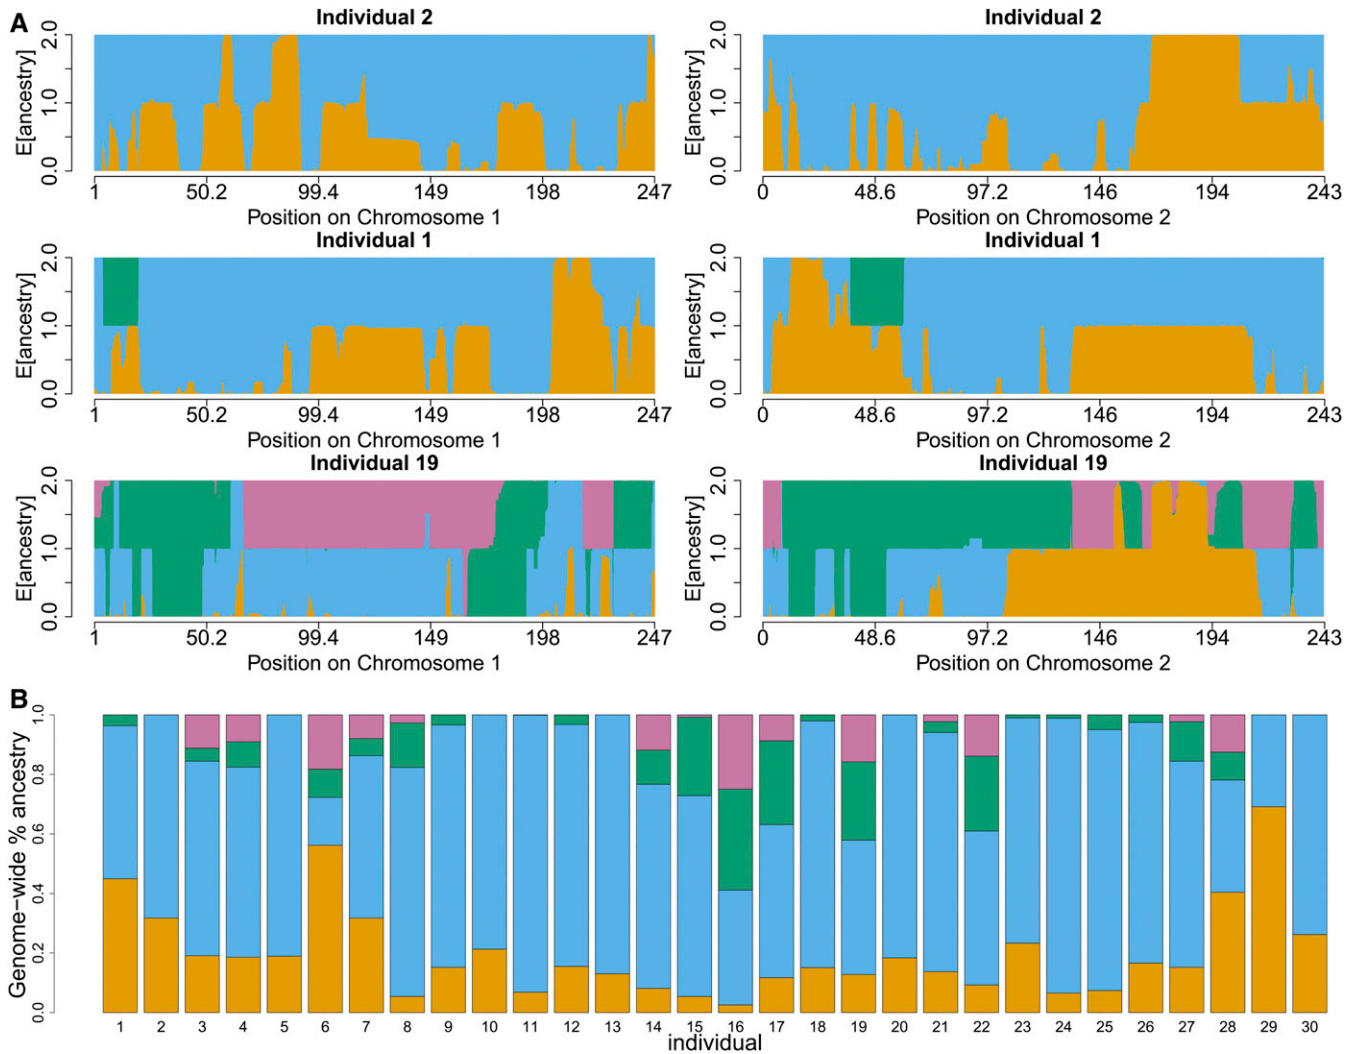 A
Individual 2
Individual 2
E[ancestry]
0.0 1.0 2.0
E[ancestry]
0.0 1.0 2.0
1 50.2 99.4 149 198 247
0 48.6 97.2 146 194 243
Position on Chromosome 1
Position on Chromosome 2
Individual 1
Individual 1
E[ancestry]
0.0 1.0 2.0
E[ancestry]
0.0 1.0 2.0
1 50.2 99.4 149 198 247
0 48.6 97.2 146 194 243
Position on Chromosome 1
Position on Chromosome 2
Individual 19
Individual 19
E[ancestry]
0.0 1.0 2.0
E[ancestry]
0.0 1.0 2.0
1 50.2 99.4 149 198 247
0 48.6 97.2 146 194 243
Position on Chromosome 1
Position on Chromosome 2
B
Genome-wide % ancestry
0.0 0.2 0.4 0.6 0.8 1.0
1 2 3 4 5 6 7 8 9 10 11 12 13 14 15 16 17 18 19 20 21 22 23 24 25 26 27 28 29 30
individual